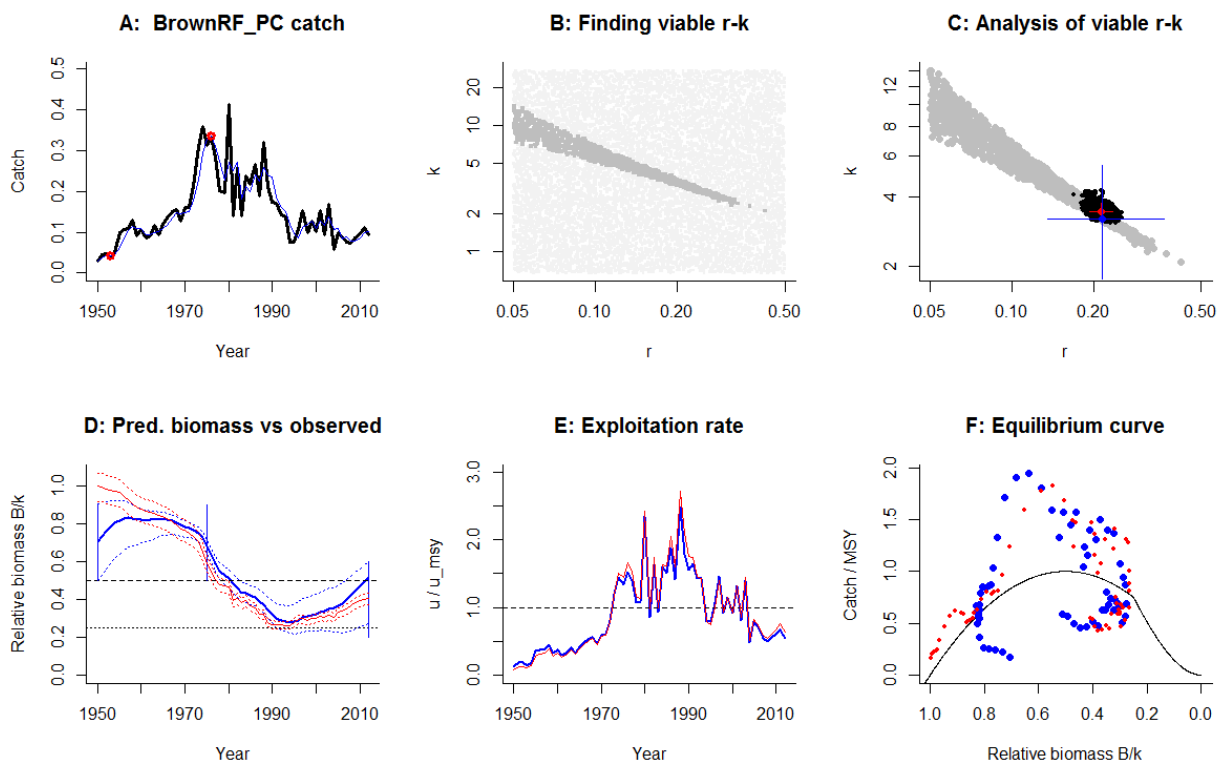 A: BrownRF_PC catch
B: Finding viable r-k
C: Analysis of viable r-k
Catch
0.0 0.1 0.2 0.3 0.4 0.5
1950 1970 1990 2010
Year
k
1 2 5 10 20
0.05 0.10 0.20 0.50
r
k
2 4 6 8 12
0.05 0.10 0.20 0.50
r
D: Pred. biomass vs observed
E: Exploitation rate
F: Equilibrium curve
Relative biomass B/k
0.0 0.2 0.4 0.6 0.8 1.0
1950 1970 1990 2010
Year
u / u_msy
0.0 1.0 2.0 3.0
1950 1970 1990 2010
Year
Catch / MSY
0.0 0.5 1.0 1.5 2.0
1.0 0.8 0.6 0.4 0.2 0.0
Relative biomass B/k